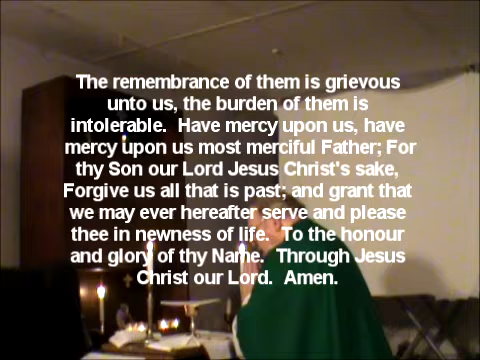 The remembrance of them is grievous
unto us, the burden of them is
intolerable.  Have mercy upon us, have
mercy upon us most merciful Father; For
thy Son our Lord Jesus Christ's sake,
Forgive us all that is past; and grant that
we may ever hereafter serve and please
thee in newness of life.  To the honour
and glory of thy Name.  Through Jesus
Christ our Lord.  Amen.